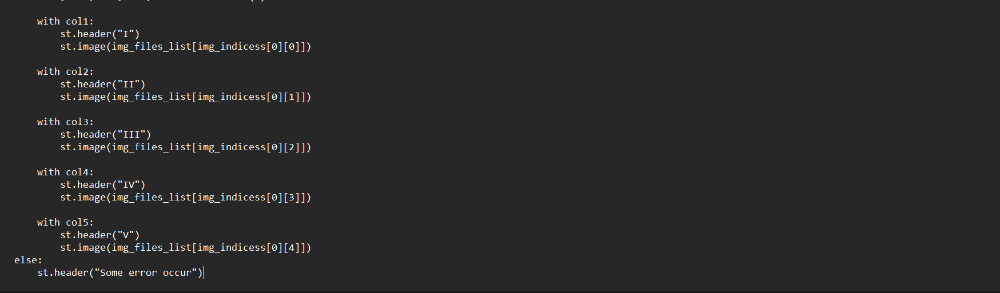 with col1:
st.header("I")
st.image(img_files_list[img_indicess[0][0]])
with col2:
st.header("II")
st.image(img_files_list[img_indicess[0][1]])
with col3:
st.header("III")
st.image(img_files_list[img_indicess[0][2]])
with col4:
st.header("IV")
st.image(img_files_list[img_indicess[0][3]])
with col5:
st.header("V")
st.image(img_files_list[img_indicess[0][4]])
else:
st.header("Some error occur")